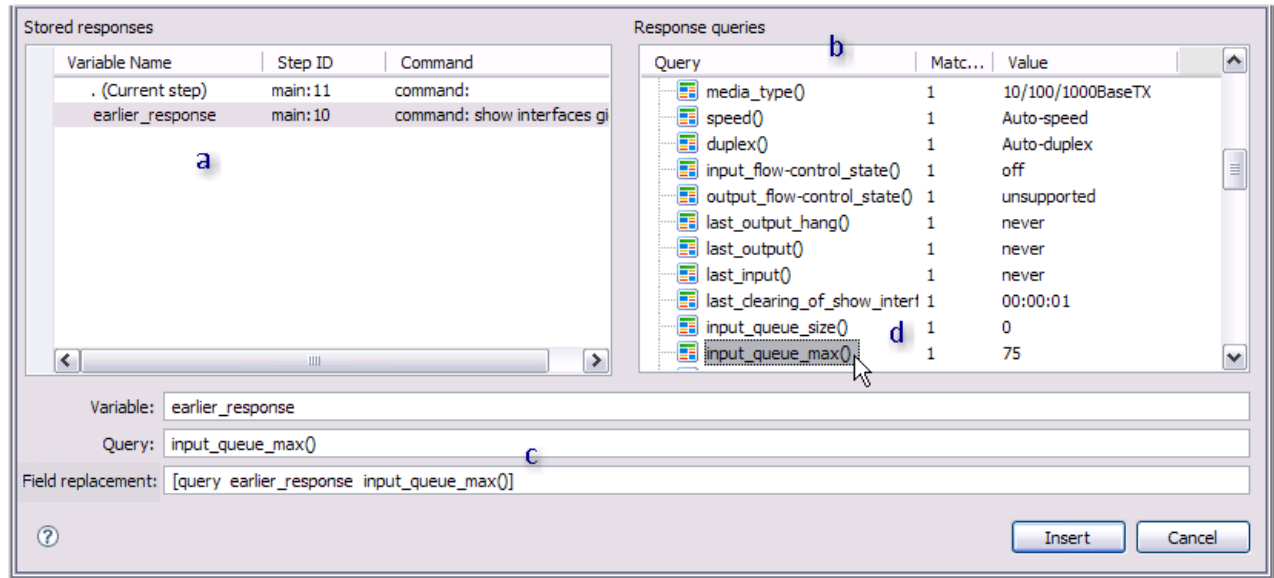 Stored responses
Variable Name Step ID Command
. (Current step) main:11 command:
earlier_response main:10 command: show interfaces gi
a
Response queries
b
Query Matc... Value
media_type() 1 10/100/1000BaseTX
speed() 1 Auto-speed
duplex() 1 Auto-duplex
input_flow-control_state() 1 off
output_flow-control_state() 1 unsupported
last_output_hang() 1 never
last_output() 1 never
last_input() 1 never
last_clearing_of_show_interf 1 00:00:01
input_queue_size() 1 0
d
input_queue_max() 1 75
Variable: earlier_response
Query: input_queue_max()
c
Field replacement: [query earlier_response input_queue_max()]
? Insert Cancel